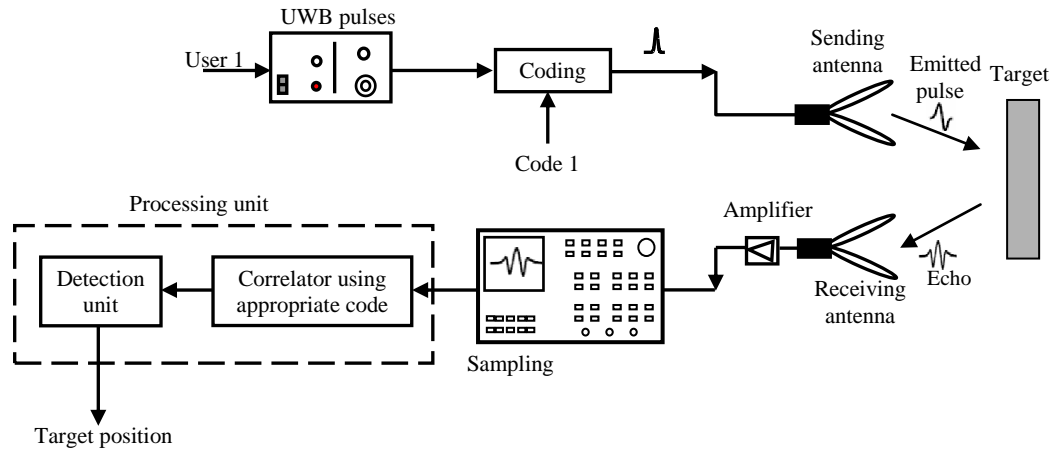 UWB pulses
User 1
Coding
Code 1
Sending
antenna
Emitted
pulse
Target
Processing unit
Detection
unit
Correlator using
appropriate code
Sampling
Amplifier
Receiving
antenna
Echo
Target position